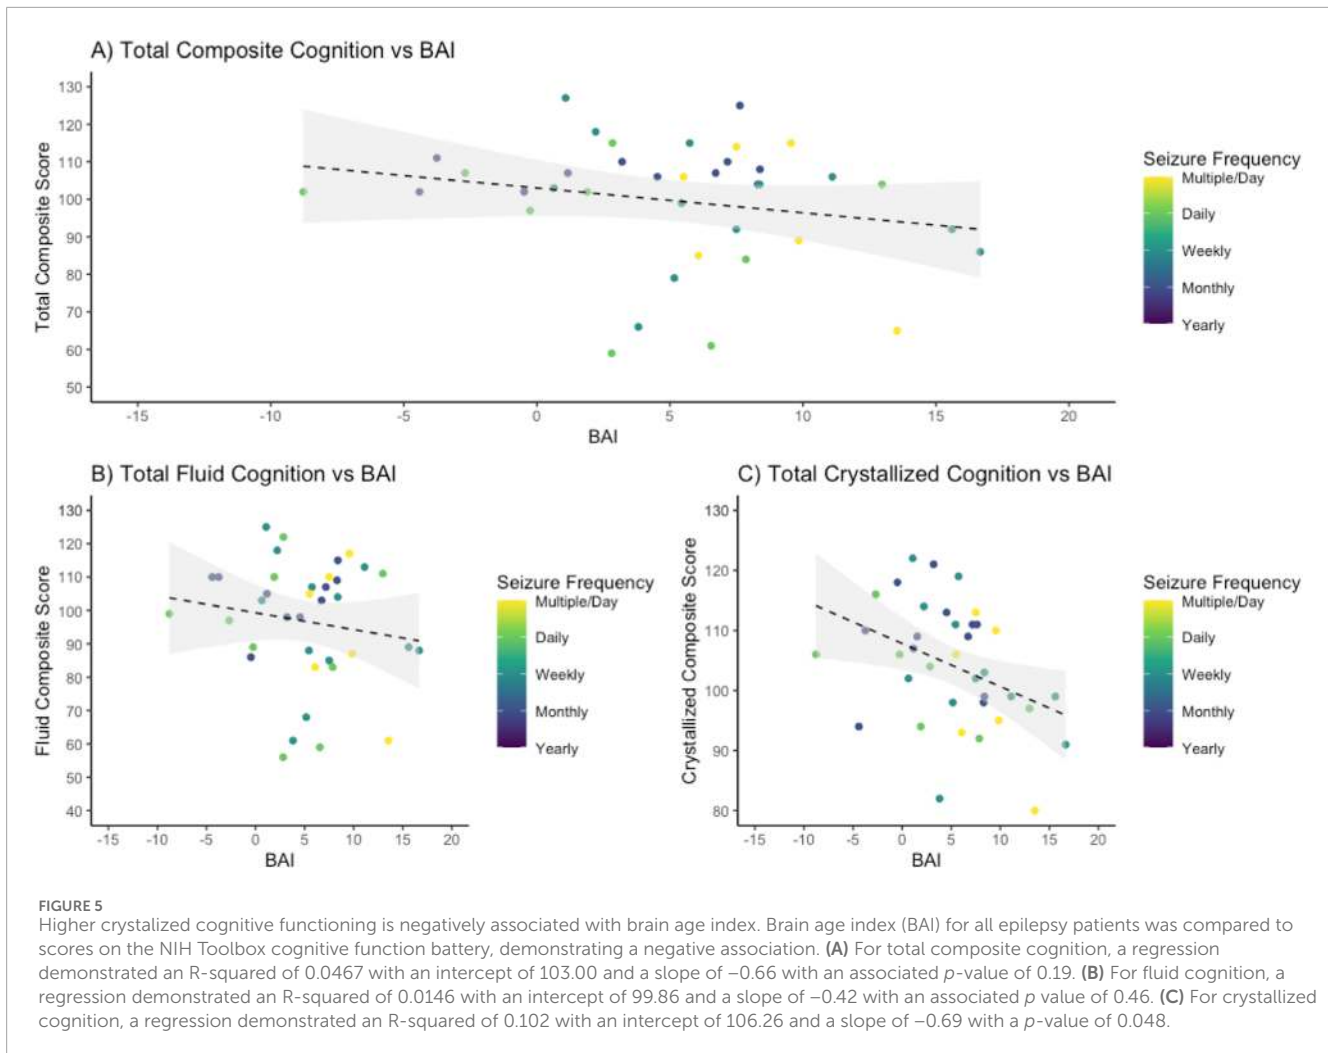 A) Total Composite Cognition vs BAI
Total Composite Score
130
120
110
100
90
80
70
60
50
-15 -10 -5 0 5 10 15 20
BAI
Seizure Frequency
Multiple/Day
Daily
Weekly
Monthly
Yearly
B) Total Fluid Cognition vs BAI
Fluid Composite Score
130
120
110
100
90
80
70
60
50
40
-15 -10 -5 0 5 10 15 20
BAI
Seizure Frequency
Multiple/Day
Daily
Weekly
Monthly
Yearly
C) Total Crystallized Cognition vs BAI
Crystallized Composite Score
130
120
110
100
90
80
-15 -10 -5 0 5 10 15 20
BAI
Seizure Frequency
Multiple/Day
Daily
Weekly
Monthly
Yearly
FIGURE 5
Higher crystalized cognitive functioning is negatively associated with brain age index. Brain age index (BAI) for all epilepsy patients was compared to
scores on the NIH Toolbox cognitive function battery, demonstrating a negative association. (A) For total composite cognition, a regression
demonstrated an R-squared of 0.0467 with an intercept of 103.00 and a slope of −0.66 with an associated p-value of 0.19. (B) For fluid cognition, a
regression demonstrated an R-squared of 0.0146 with an intercept of 99.86 and a slope of −0.42 with an associated p value of 0.46. (C) For crystallized
cognition, a regression demonstrated an R-squared of 0.102 with an intercept of 106.26 and a slope of −0.69 with a p-value of 0.048.